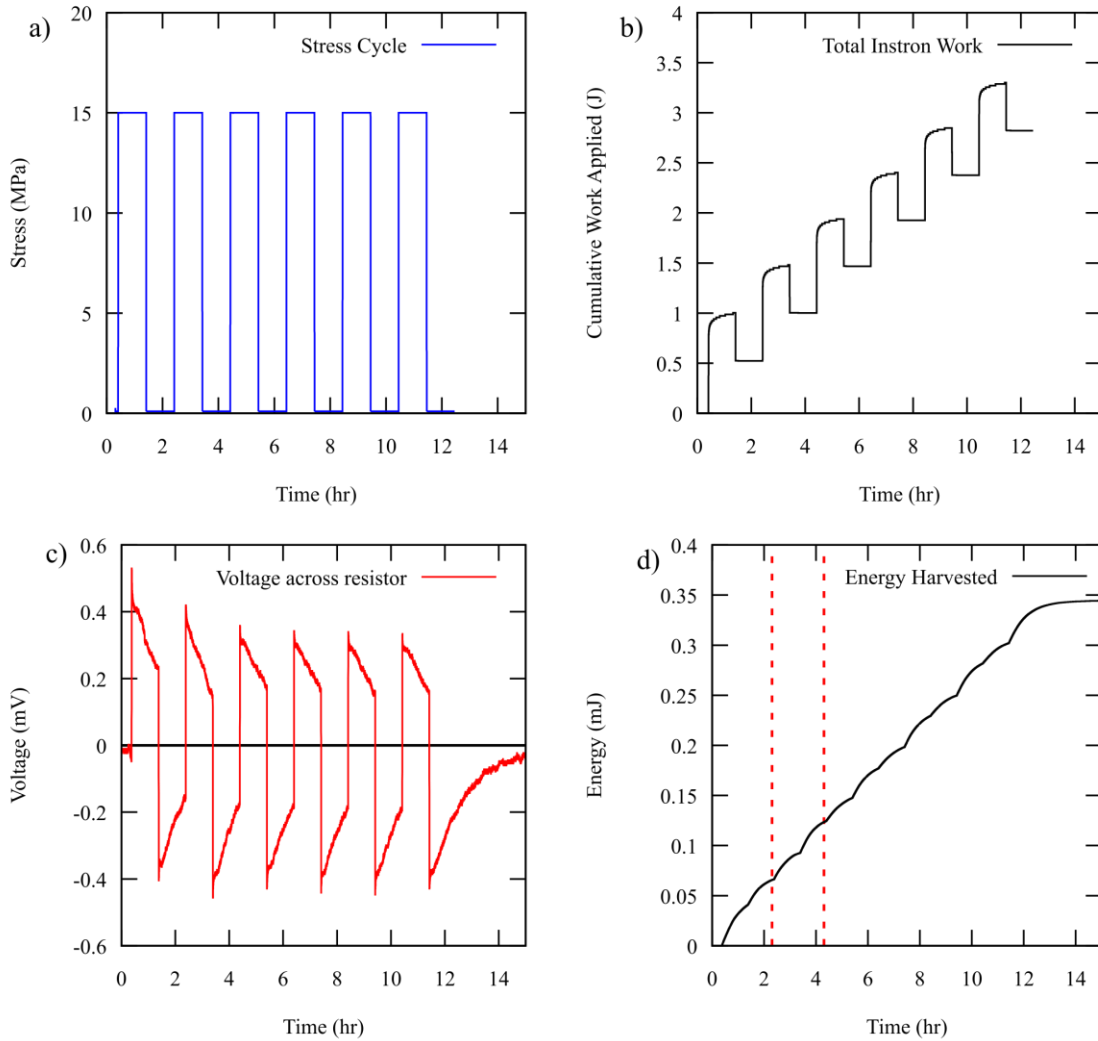 a)
Stress Cycle
Stress (MPa)
20
15
10
5
0
0 2 4 6 8 10 12 14
Time (hr)
b)
Total Instron Work
Cumulative Work Applied (J)
4
3.5
3
2.5
2
1.5
1
0.5
0
0 2 4 6 8 10 12 14
Time (hr)
c)
Voltage across resistor
Voltage (mV)
0.6
0.4
0.2
0
-0.2
-0.4
-0.6
0 2 4 6 8 10 12 14
Time (hr)
d)
Energy Harvested
Energy (mJ)
0.4
0.35
0.3
0.25
0.2
0.15
0.1
0.05
0
0 2 4 6 8 10 12 14
Time (hr)